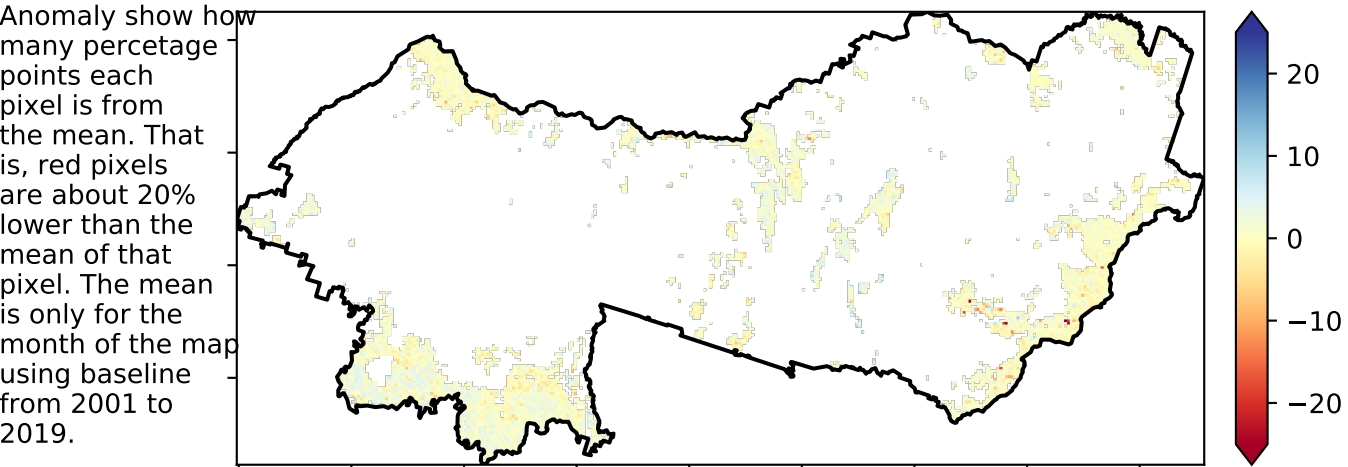 Anomaly show how
many percetage
points each
pixel is from
the mean. That
is, red pixels
are about 20%
lower than the
mean of that
pixel. The mean
is only for the
month of the map
using baseline
from 2001 to
2019.
20
10
0
−10
−20